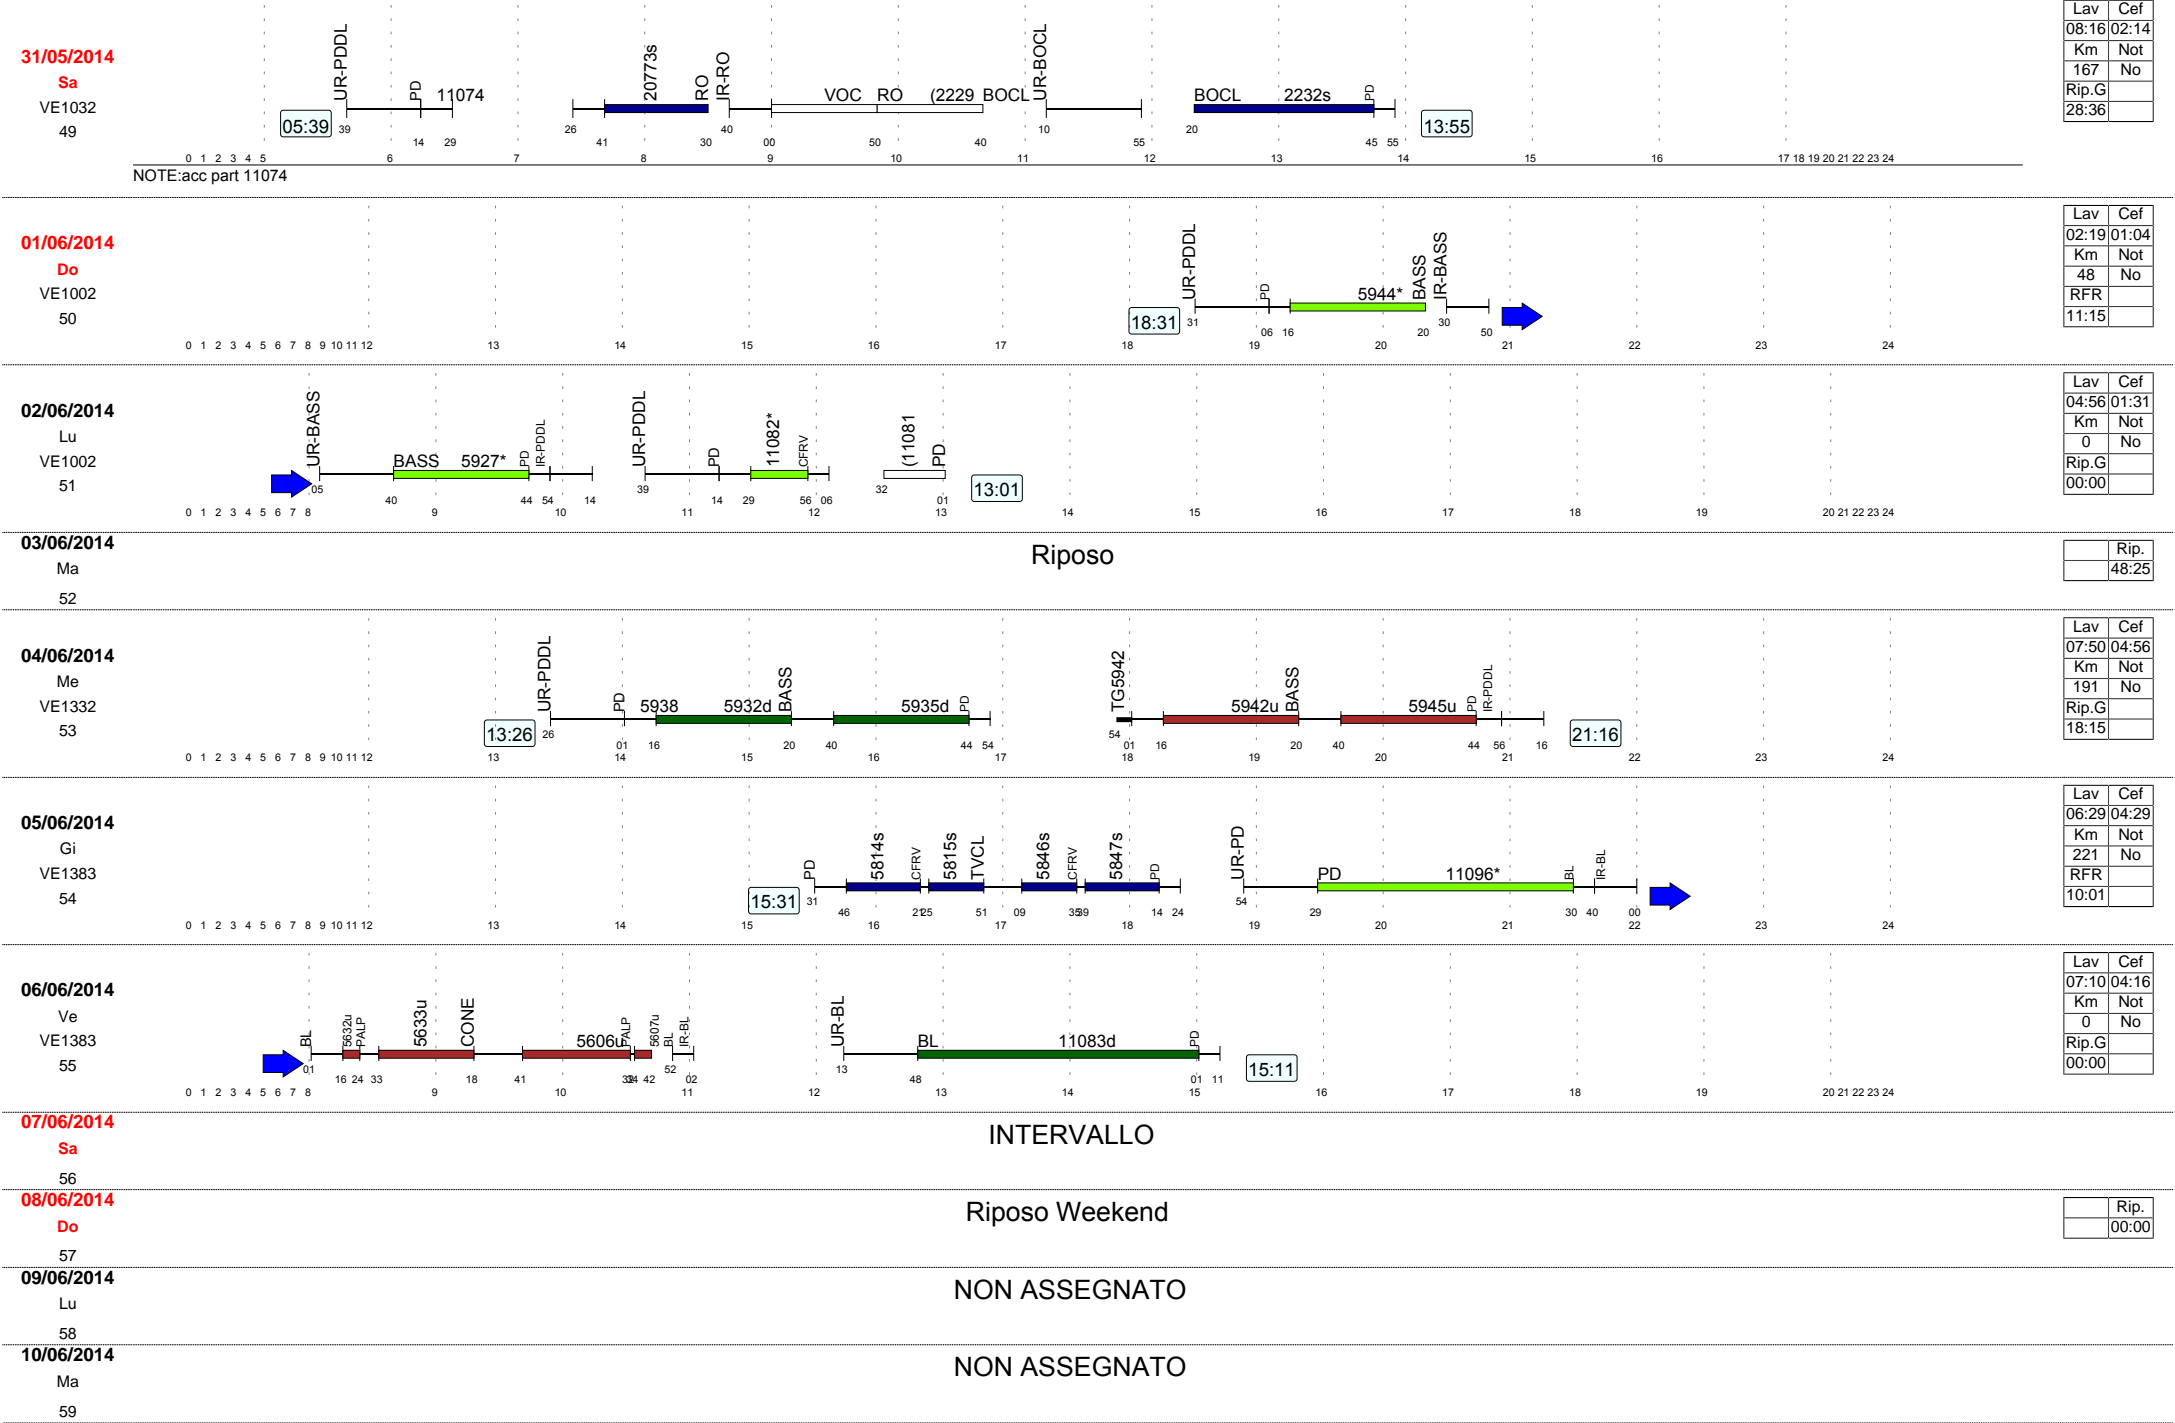 31/05/2014
Sa
VE1032
49
05:39
UR-PDDL
PD
11074
20773s
RO
IR-RO
VOC RO (2229 BOCL
UR-BOCL
BOCL 2232s
PD
13:55
39 14 29 26 41 30 40 00 50 40 10 55 20 45 55
0 1 2 3 4 5 6 7 8 9 10 11 12 13 14 15 16 17 18 19 20 21 22 23 24
NOTE:acc part 11074
Lav Cef
08:16 02:14
Km Not
167 No
Rip.G
28:36
01/06/2014
Do
VE1002
50
18:31
UR-PDDL
PD
5944*
BASS
IR-BASS
31 06 16 20 30 50
0 1 2 3 4 5 6 7 8 9 10 11 12 13 14 15 16 17 18 19 20 21 22 23 24
Lav Cef
02:19 01:04
Km Not
48 No
RFR
11:15
02/06/2014
Lu
VE1002
51
UR-BASS
BASS 5927*
PD
IR-PDDL
UR-PDDL
PD
11082*
CFRV
(11081
PD
13:01
05 40 44 54 14 39 14 29 56 06 32 01
0 1 2 3 4 5 6 7 8 9 10 11 12 13 14 15 16 17 18 19 20 21 22 23 24
Lav Cef
04:56 01:31
Km Not
0 No
Rip.G
00:00
03/06/2014
Ma
52
Riposo
Rip.
48:25
04/06/2014
Me
VE1332
53
13:26
UR-PDDL
PD
5938 5932d
BASS
5935d
PD
TG5942
5942u
BASS
5945u
PD
IR-PDDL
21:16
26 01 16 20 40 44 54 54 01 16 20 40 44 56 16
0 1 2 3 4 5 6 7 8 9 10 11 12 13 14 15 16 17 18 19 20 21 22 23 24
Lav Cef
07:50 04:56
Km Not
191 No
Rip.G
18:15
05/06/2014
Gi
VE1383
54
15:31
PD
5814s
CFRV
5815s
TVCL
5846s
CFRV
5847s
PD
UR-PD
PD 11096*
BL
IR-BL
31 46 21 25 51 09 35 39 14 24 54 29 30 40 00
0 1 2 3 4 5 6 7 8 9 10 11 12 13 14 15 16 17 18 19 20 21 22 23 24
Lav Cef
06:29 04:29
Km Not
221 No
RFR
10:01
06/06/2014
Ve
VE1383
55
BL
5632u
PALP
5633u
CONE
5606u
PALP
5607u
BL
IR-BL
UR-BL
BL 11083d
PD
15:11
01 16 24 33 18 41 32 34 42 52 02 13 48 01 11
0 1 2 3 4 5 6 7 8 9 10 11 12 13 14 15 16 17 18 19 20 21 22 23 24
Lav Cef
07:10 04:16
Km Not
0 No
Rip.G
00:00
07/06/2014
Sa
56
INTERVALLO
08/06/2014
Do
57
Riposo Weekend
Rip.
00:00
09/06/2014
Lu
58
NON ASSEGNATO
10/06/2014
Ma
59
NON ASSEGNATO